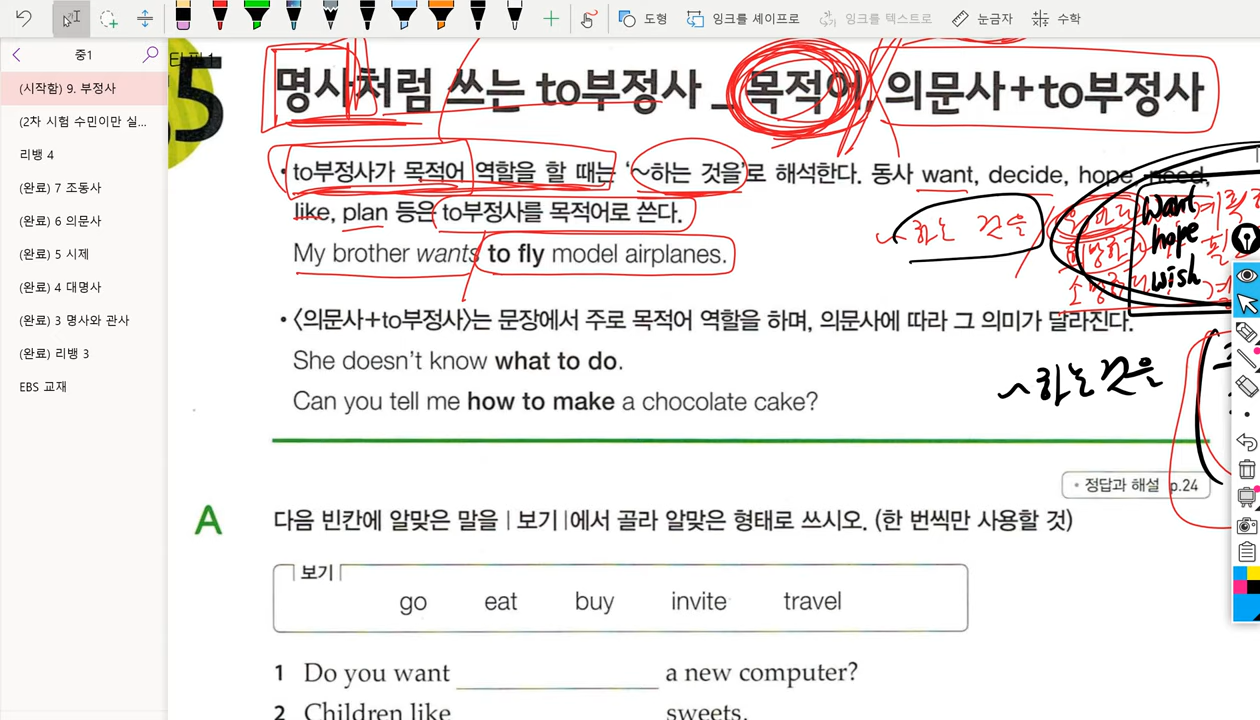 도형
잉크를 셰이프로
잉크를 텍스트로
눈금자
수학
중1
(시작함) 9. 부정사
(2차 시험 수민이만 실...
리뱅 4
(완료) 7 조동사
(완료) 6 의문사
(완료) 5 시제
(완료) 4 대명사
(완료) 3 명사와 관사
(완료) 리뱅 3
EBS 교재
5
명사처럼 쓰는 to부정사 _ 목적어, 의문사+to부정사
• to부정사가 목적어 역할을 할 때는 '~하는 것을'로 해석한다. 동사 want, decide, hope, need,
like, plan 등은 to부정사를 목적어로 쓴다.
want
hope
wish
~하는 것을
My brother wants to fly model airplanes.
• 〈의문사+to부정사〉는 문장에서 주로 목적어 역할을 하며, 의문사에 따라 그 의미가 달라진다.
She doesn't know what to do.
~하는것을
Can you tell me how to make a chocolate cake?
• 정답과 해설 p.24
A 다음 빈칸에 알맞은 말을 | 보기 |에서 골라 알맞은 형태로 쓰시오. (한 번씩만 사용할 것)
보기
go eat buy invite travel
1 Do you want ____________ a new computer?
2 Children like sweets.